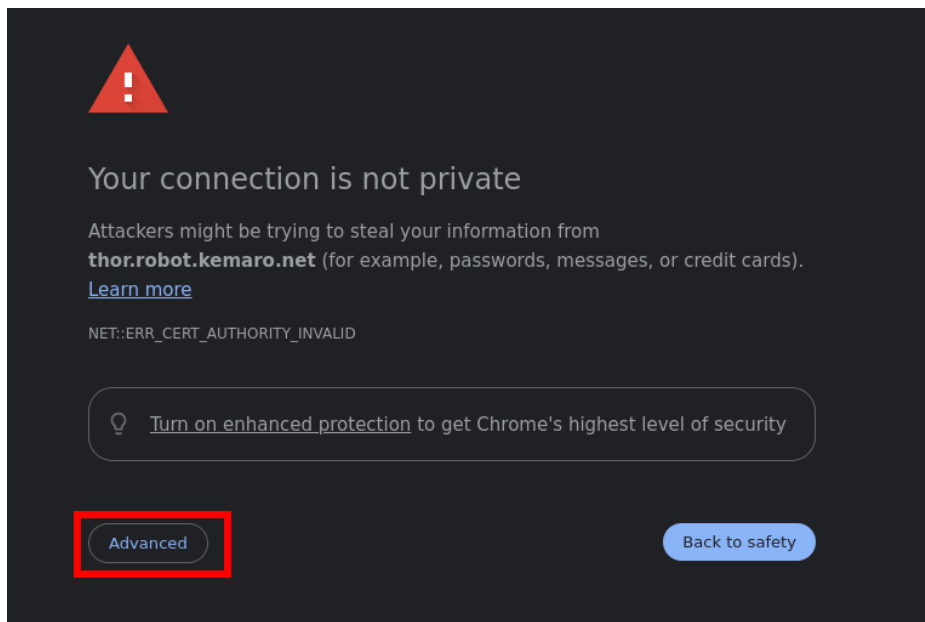 Your connection is not private
Attackers might be trying to steal your information from
thor.robot.kemaro.net (for example, passwords, messages, or credit cards).
Learn more
NET::ERR_CERT_AUTHORITY_INVALID
Turn on enhanced protection to get Chrome's highest level of security
Advanced
Back to safety